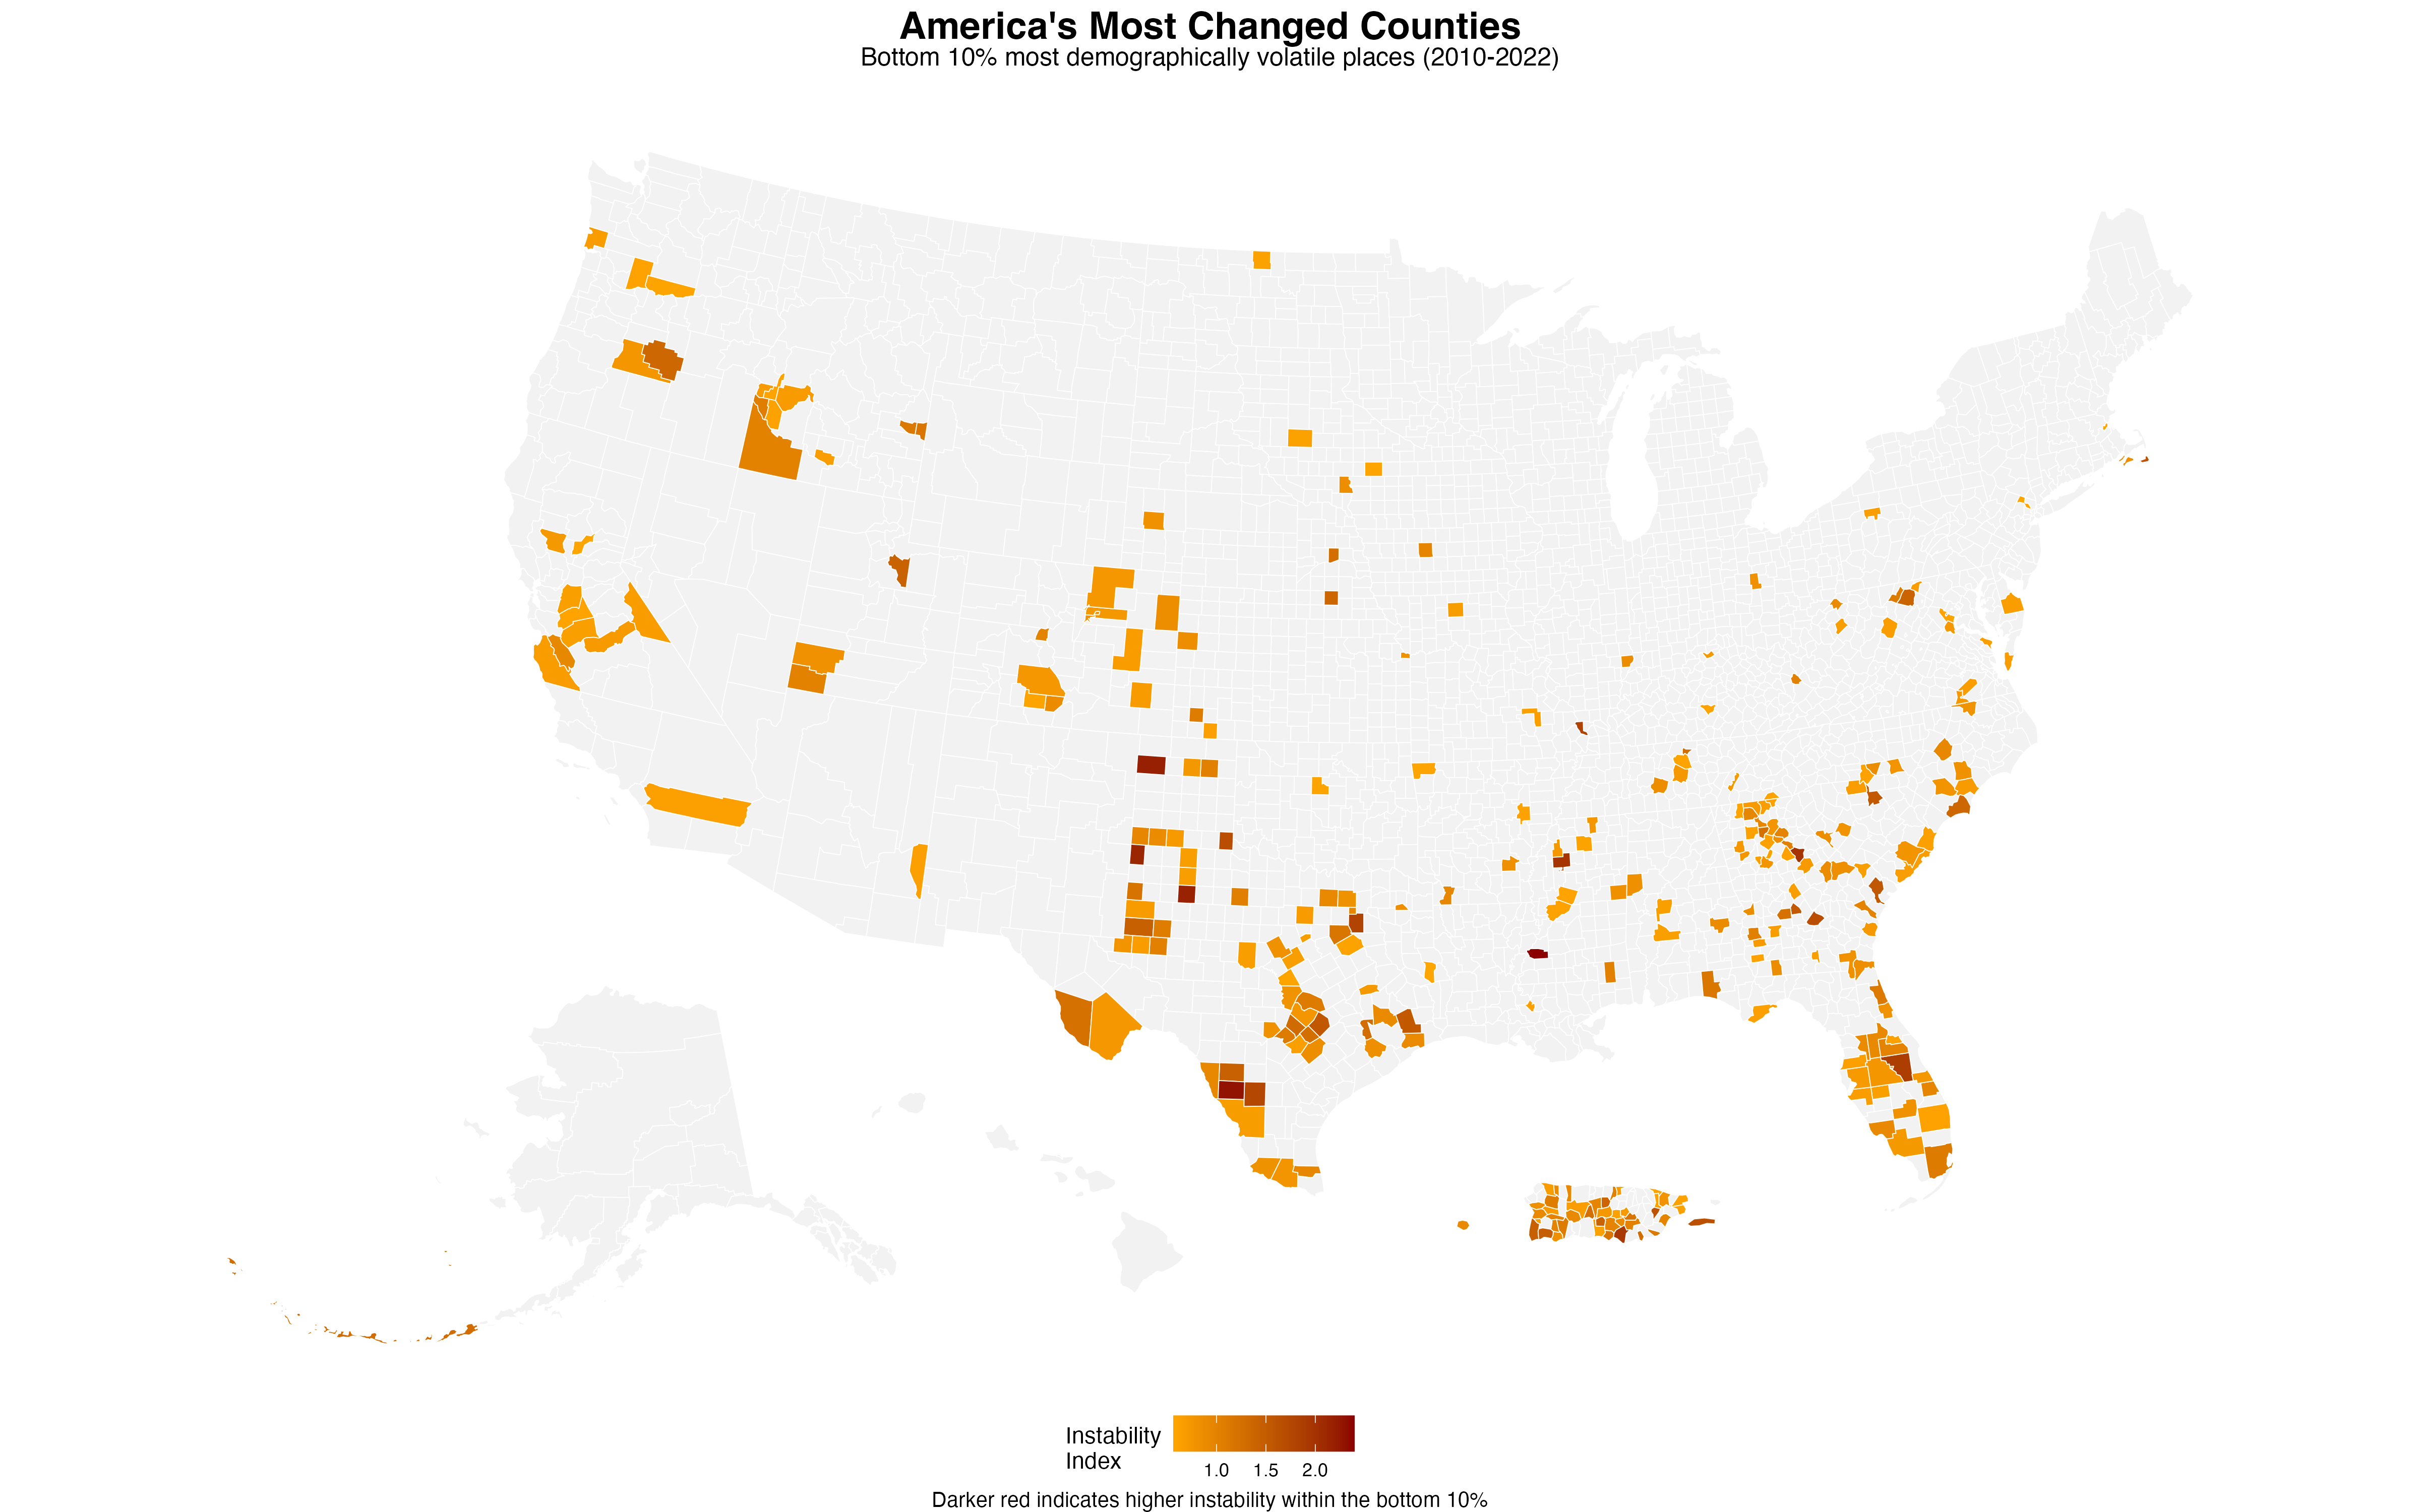 America's Most Changed Counties
Bottom 10% most demographically volatile places (2010-2022)
Instability
Index
1.0 1.5 2.0
Darker red indicates higher instability within the bottom 10%